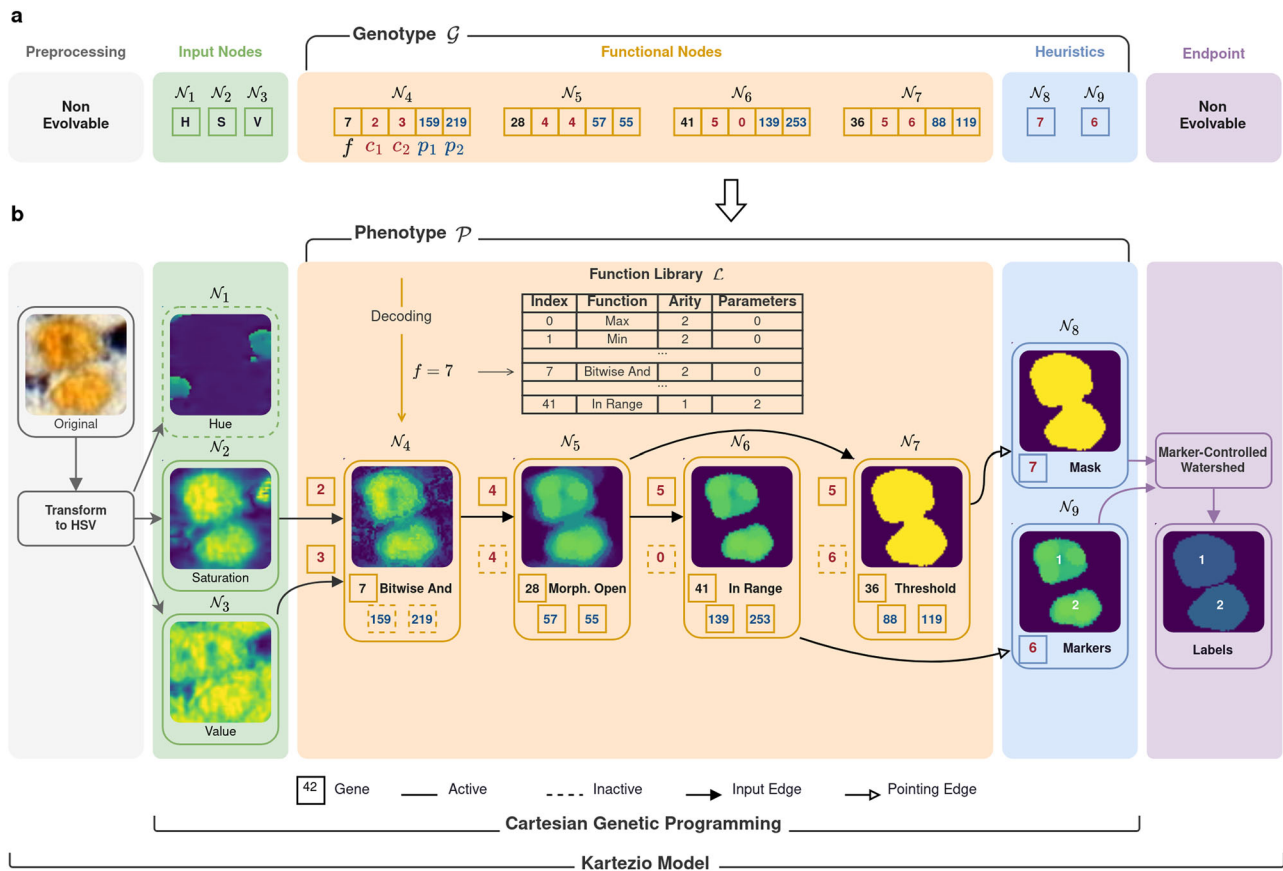 a
Genotype 𝒢
Preprocessing
Input Nodes
Functional Nodes
Heuristics
Endpoint
Non
Evolvable
𝒩1 𝒩2 𝒩3
H S V
𝒩4
7 2 3 159 219
f c1 c2 p1 p2
𝒩5
28 4 4 57 55
𝒩6
41 5 0 139 253
𝒩7
36 5 6 88 119
𝒩8 𝒩9
7 6
Non
Evolvable
b
Phenotype 𝒫
Original
Transform
to HSV
𝒩1
Hue
𝒩2
Saturation
𝒩3
Value
Decoding
f = 7
Function Library ℒ
Index Function Arity Parameters
0 Max 2 0
1 Min 2 0
...
7 Bitwise And 2 0
...
41 In Range 1 2
𝒩4
2
3
7 Bitwise And
159 219
𝒩5
4
4
28 Morph. Open
57 55
𝒩6
5
0
41 In Range
139 253
𝒩7
5
6
36 Threshold
88 119
𝒩8
7 Mask
𝒩9
1
2
6 Markers
Marker-Controlled
Watershed
1
2
Labels
42 Gene
Active
Inactive
Input Edge
Pointing Edge
Cartesian Genetic Programming
Kartezio Model